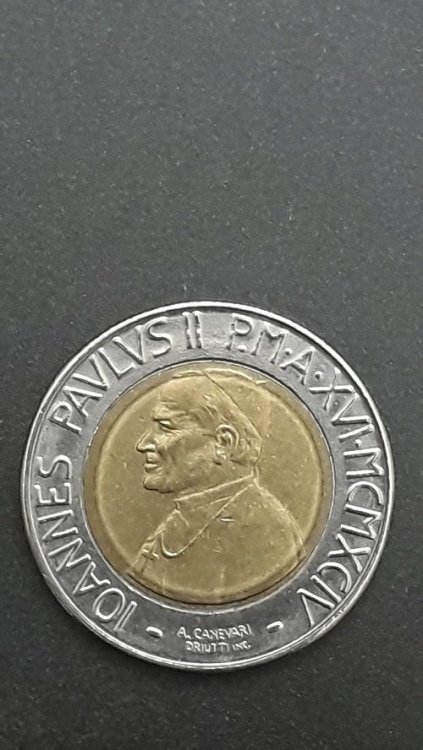 IOANNES PAVLVS II P.M.A.XVI.MCMXCIV
A. CANEVARI
DRIUTTI INC.